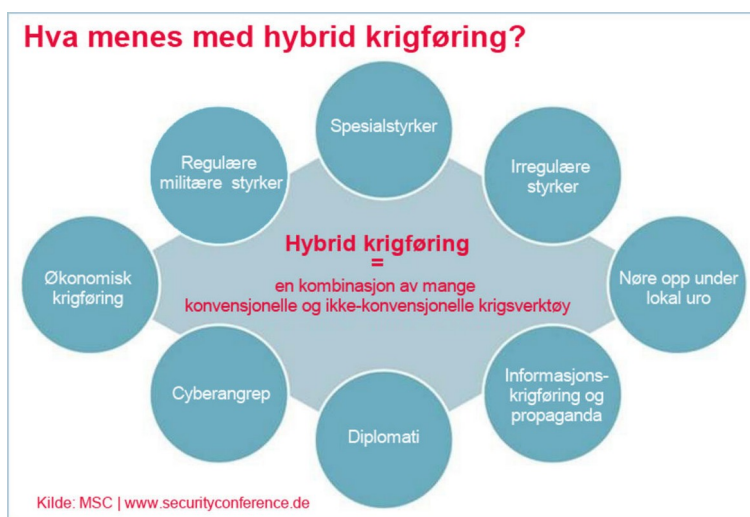 Hva menes med hybrid krigføring?
Spesialstyrker
Regulære
militære styrker
Irregulære
styrker
Hybrid krigføring
=
en kombinasjon av mange
konvensjonelle og ikke-konvensjonelle krigsverktøy
Økonomisk
krigføring
Nøre opp under
lokal uro
Cyberangrep
Informasjons-
krigføring og
propaganda
Diplomati
Kilde: MSC | www.securityconference.de